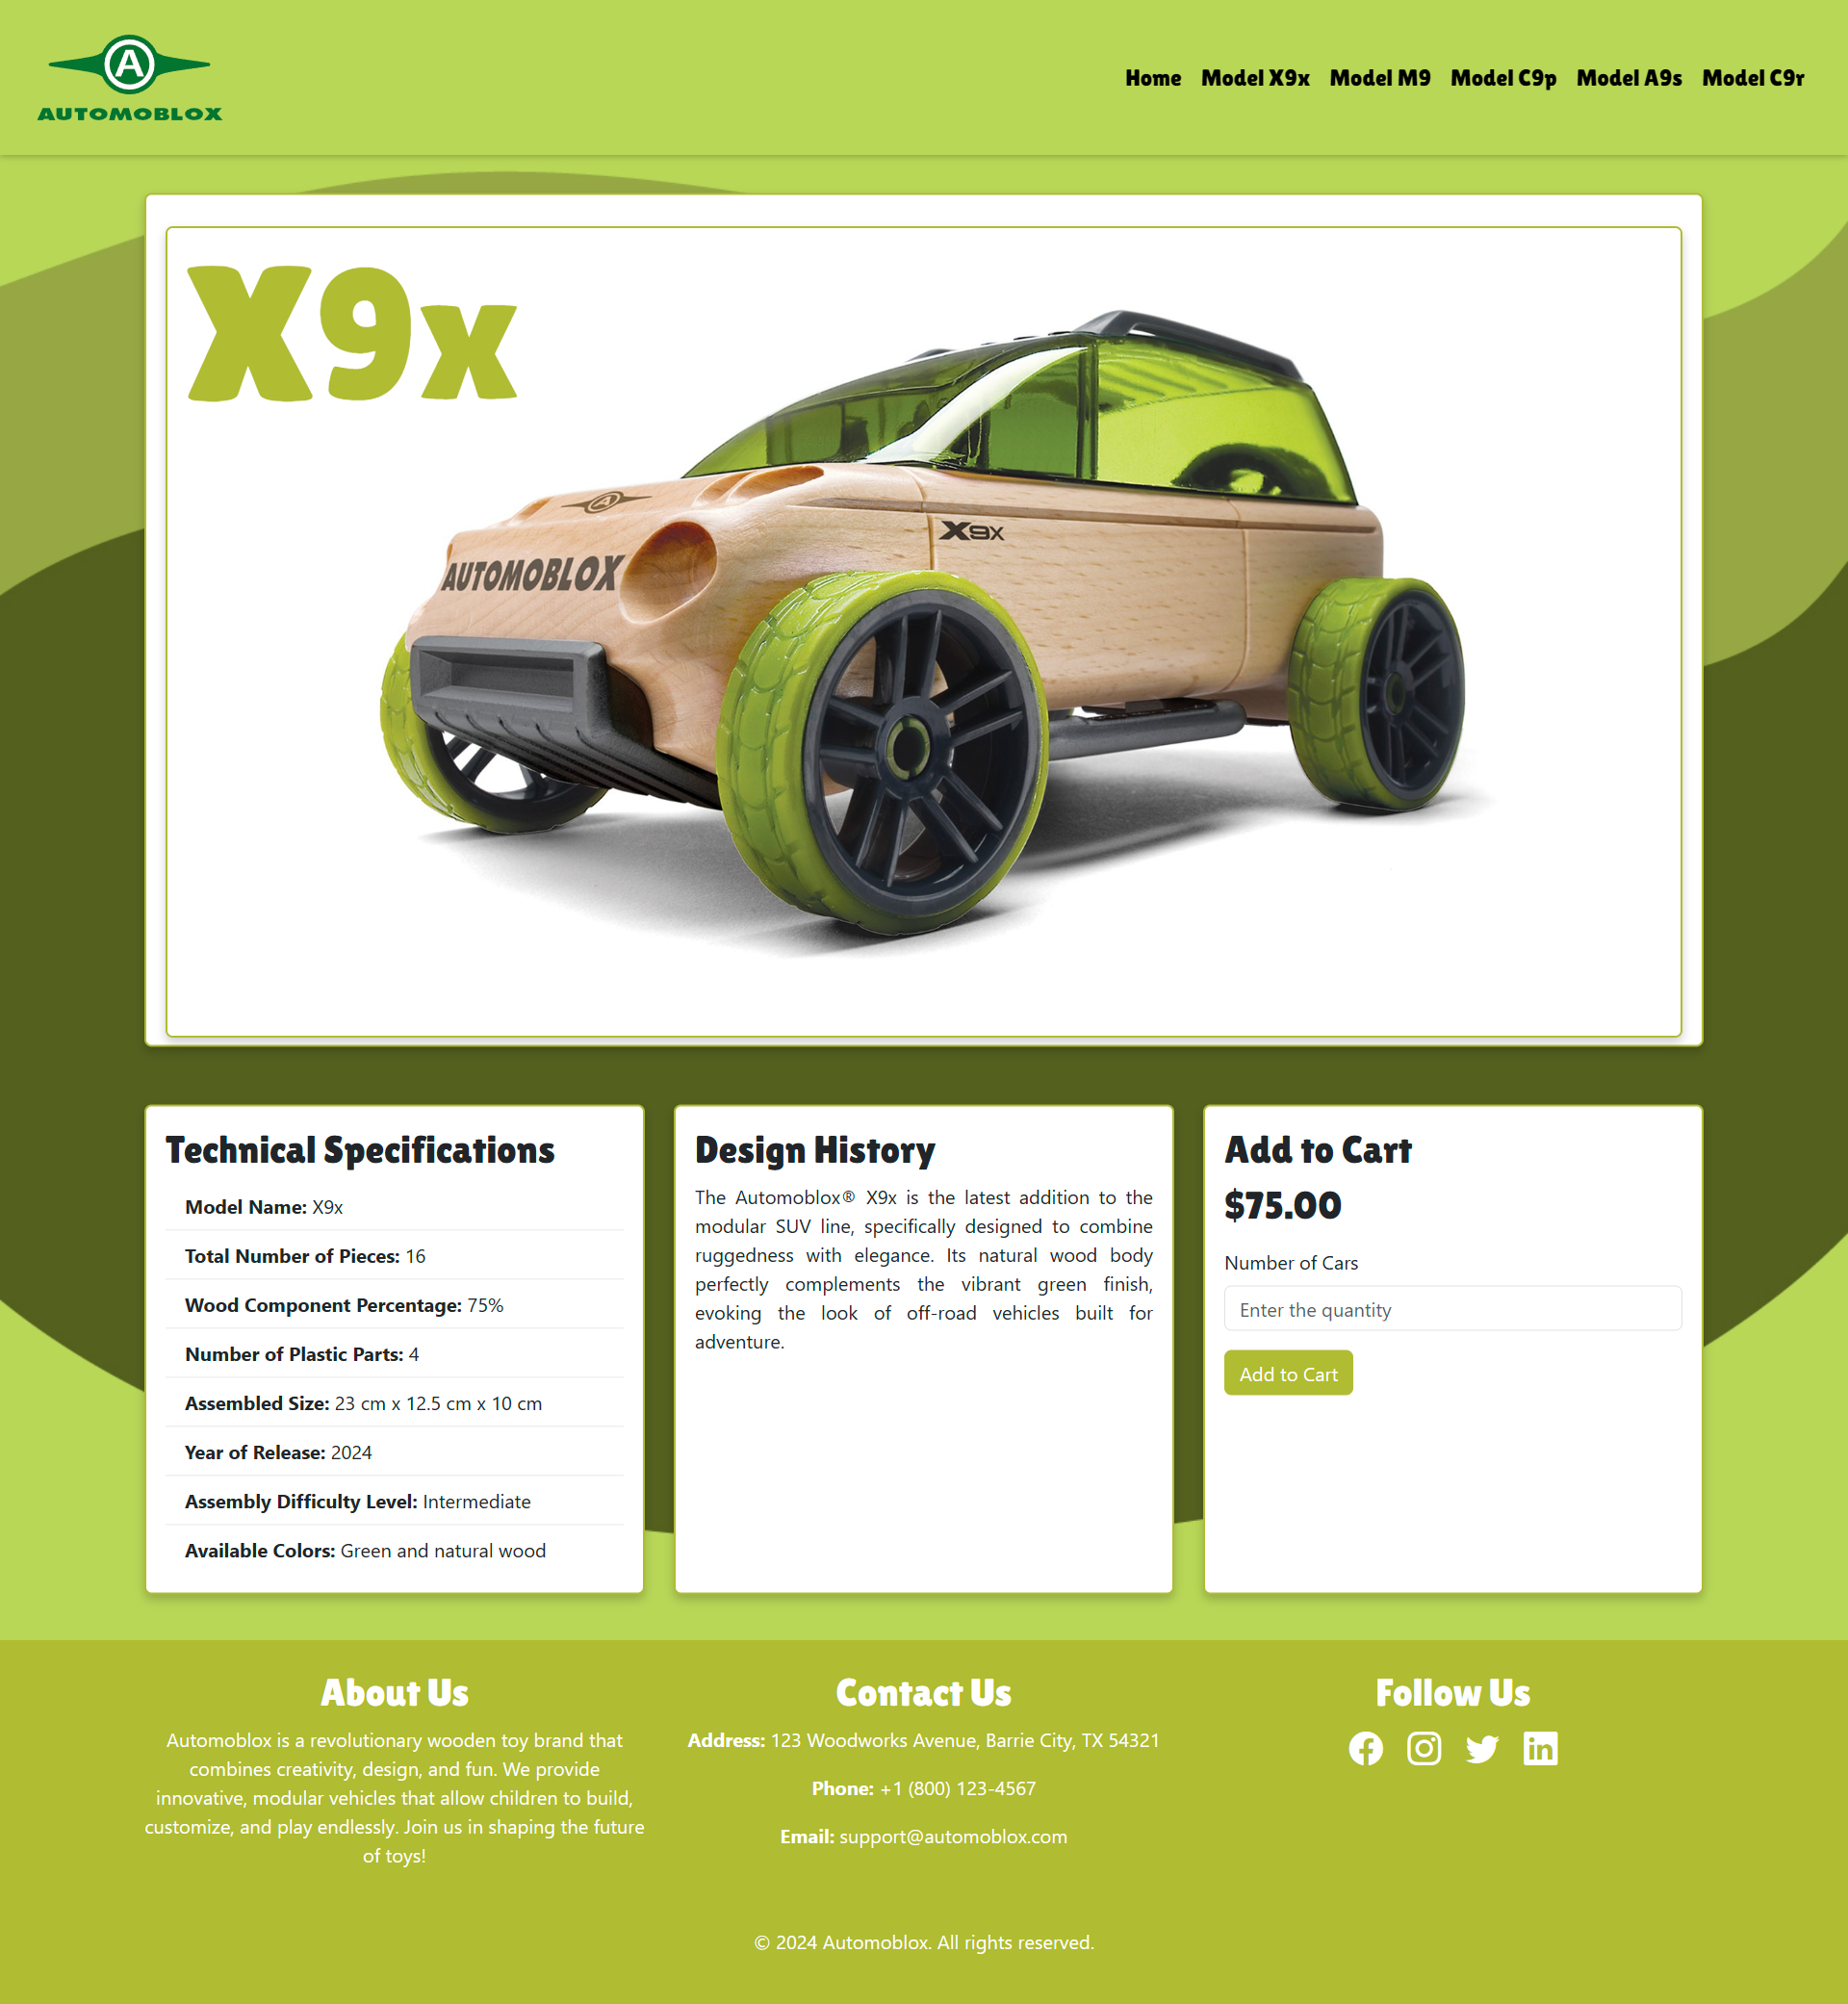 A
AUTOMOBLOX
Home Model X9x Model M9 Model C9p Model A9s Model C9r
X9x
A
X9x
AUTOMOBLOX
Technical Specifications
Model Name: X9x
Total Number of Pieces: 16
Wood Component Percentage: 75%
Number of Plastic Parts: 4
Assembled Size: 23 cm x 12.5 cm x 10 cm
Year of Release: 2024
Assembly Difficulty Level: Intermediate
Available Colors: Green and natural wood
Design History
The Automoblox® X9x is the latest addition to the
modular SUV line, specifically designed to combine
ruggedness with elegance. Its natural wood body
perfectly complements the vibrant green finish,
evoking the look of off-road vehicles built for
adventure.
Add to Cart
$75.00
Number of Cars
Enter the quantity
Add to Cart
About Us
Automoblox is a revolutionary wooden toy brand that
combines creativity, design, and fun. We provide
innovative, modular vehicles that allow children to build,
customize, and play endlessly. Join us in shaping the future
of toys!
Contact Us
Address: 123 Woodworks Avenue, Barrie City, TX 54321
Phone: +1 (800) 123-4567
Email: support@automoblox.com
Follow Us
© 2024 Automoblox. All rights reserved.